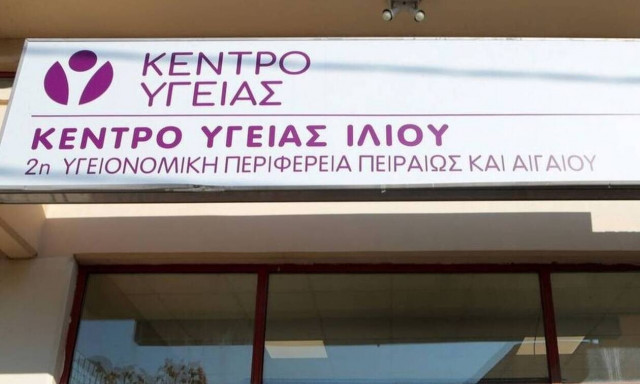 ΚΕΝΤΡΟ
ΥΓΕΙΑΣ
ΚΕΝΤΡΟ ΥΓΕΙΑΣ ΙΛΙΟΥ
2η ΥΓΕΙΟΝΟΜΙΚΗ ΠΕΡΙΦΕΡΕΙΑ ΠΕΙΡΑΙΩΣ ΚΑΙ ΑΙΓΑΙΟΥ